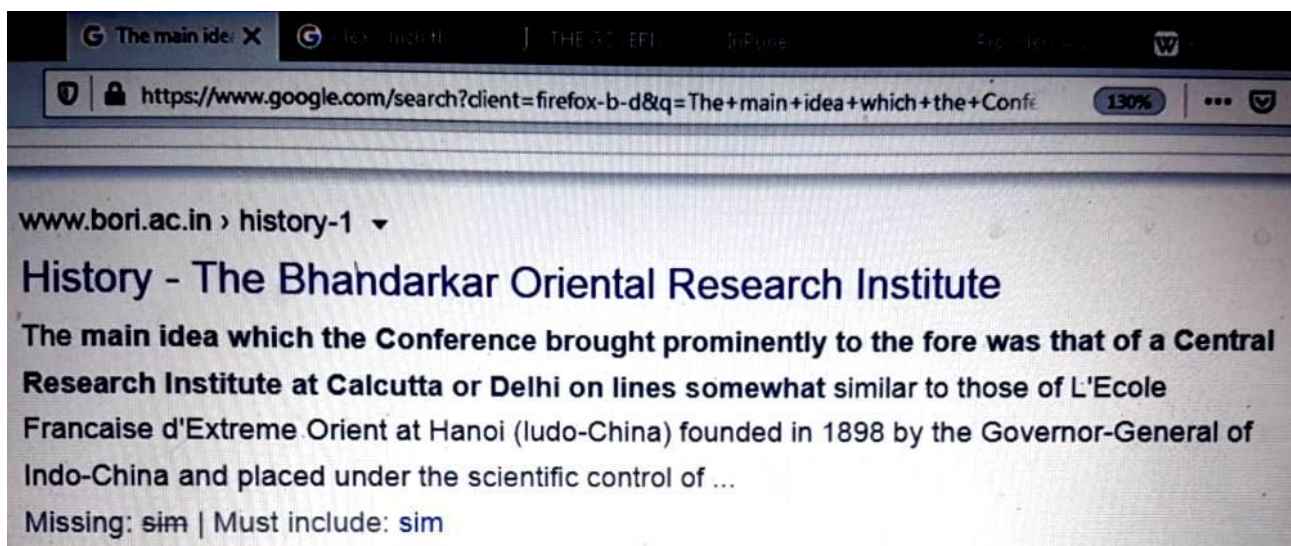 The main ide
https://www.google.com/search?client=firefox-b-d&q=The+main+idea+which+the+Confe 130%
www.bori.ac.in › history-1
History - The Bhandarkar Oriental Research Institute
The main idea which the Conference brought prominently to the fore was that of a Central
Research Institute at Calcutta or Delhi on lines somewhat similar to those of L'Ecole
Francaise d'Extreme Orient at Hanoi (Iudo-China) founded in 1898 by the Governor-General of
Indo-China and placed under the scientific control of ...
Missing: sim | Must include: sim